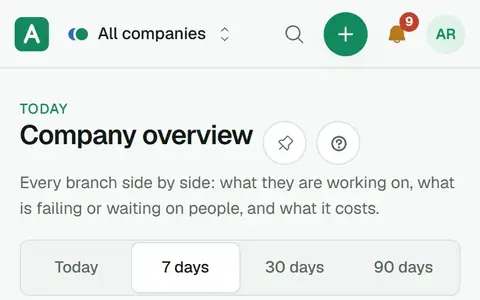 A
All companies
9
AR
TODAY
Company overview
Every branch side by side: what they are working on, what
is failing or waiting on people, and what it costs.
Today
7 days
30 days
90 days